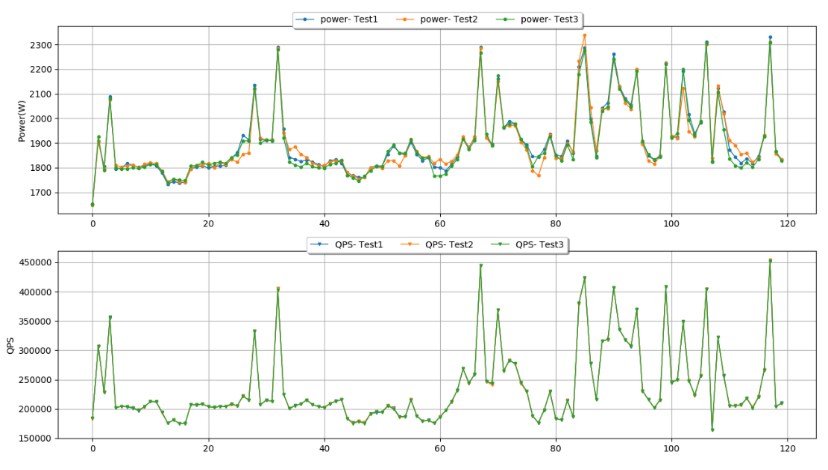 power- Test1 power- Test2 power- Test3
2300
2200
2100
2000
1900
1800
1700
Power(W)
0 20 40 60 80 100 120
QPS- Test1 QPS- Test2 QPS- Test3
450000
400000
350000
300000
250000
200000
150000
QPS
0 20 40 60 80 100 120